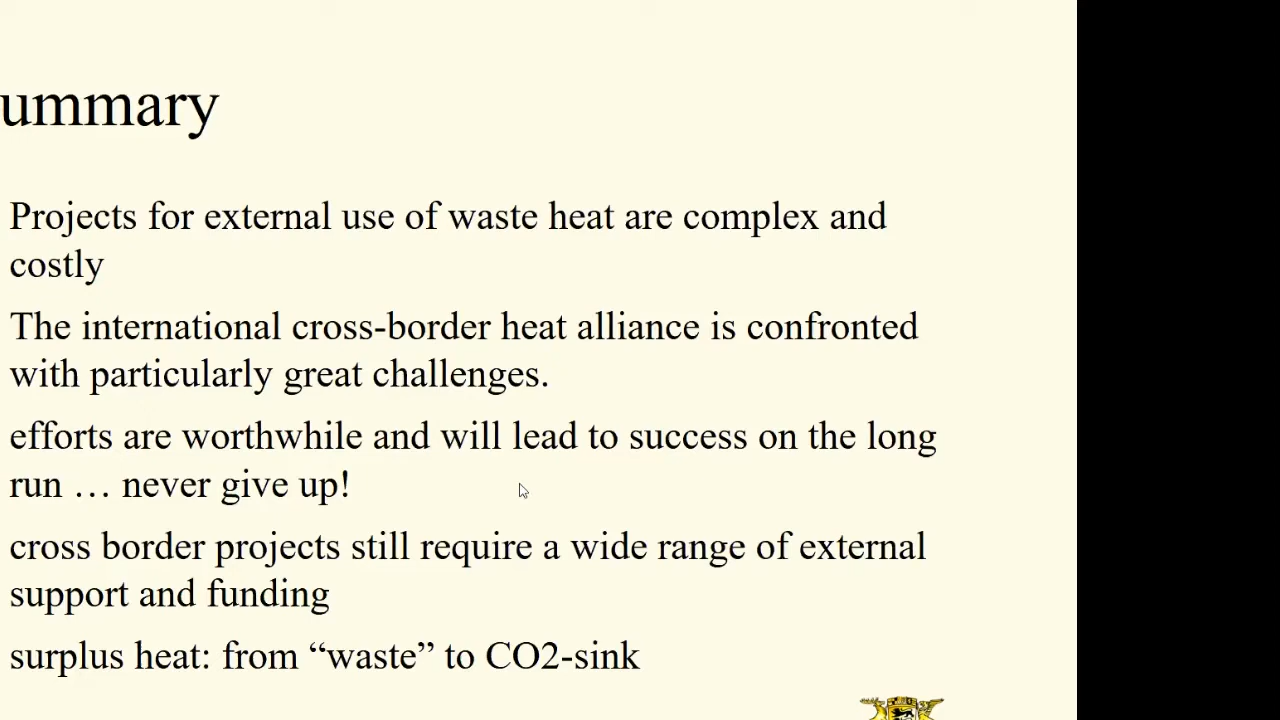 ummary
Projects for external use of waste heat are complex and
costly
The international cross-border heat alliance is confronted
with particularly great challenges.
efforts are worthwhile and will lead to success on the long
run … never give up!
cross border projects still require a wide range of external
support and funding
surplus heat: from “waste” to CO2-sink